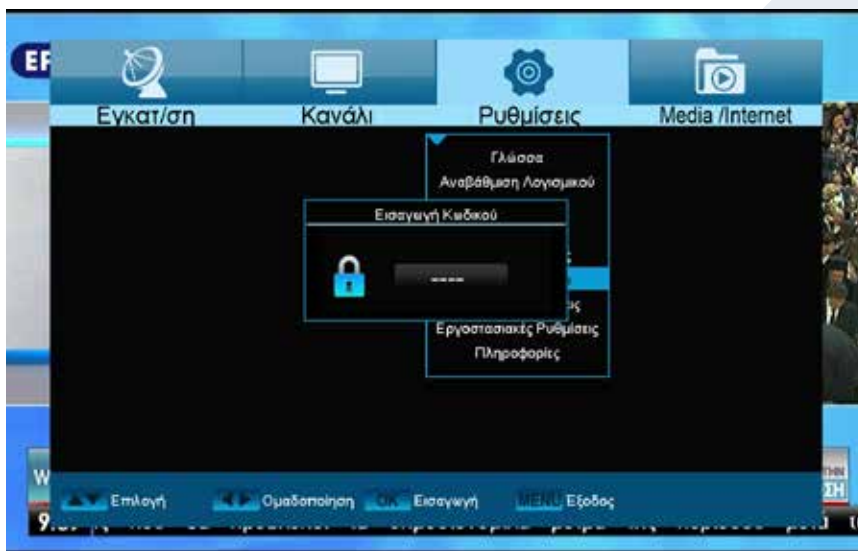 Εγκατ/ση Κανάλι Ρυθμίσεις Media /Internet
Γλώσσα
Αναβάθμιση Λογισμικού
Εισαγωγή Κωδικού
----
Εργοστασιακές Ρυθμίσεις
Πληροφορίες
Επιλογή Ομαδοποίηση OK Εισαγωγή MENU Εξοδος